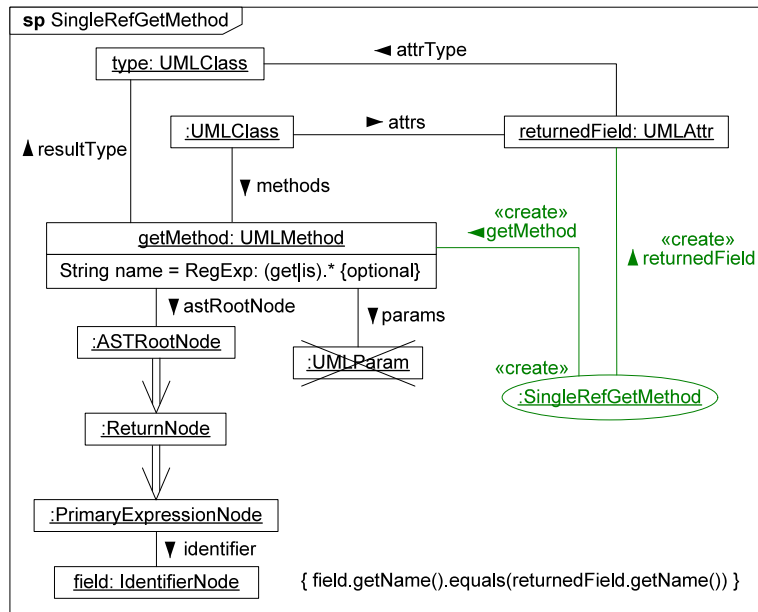 sp SingleRefGetMethod
type: UMLClass
◄ attrType
:UMLClass
► attrs
returnedField: UMLAttr
▲ resultType
▼ methods
getMethod: UMLMethod
«create»
◄ getMethod
«create»
▲ returnedField
String name = RegExp: (get|is).* {optional}
▼ astRootNode
▼ params
:ASTRootNode
:UMLParam
«create»
:SingleRefGetMethod
:ReturnNode
:PrimaryExpressionNode
▼ identifier
field: IdentifierNode
{ field.getName().equals(returnedField.getName()) }